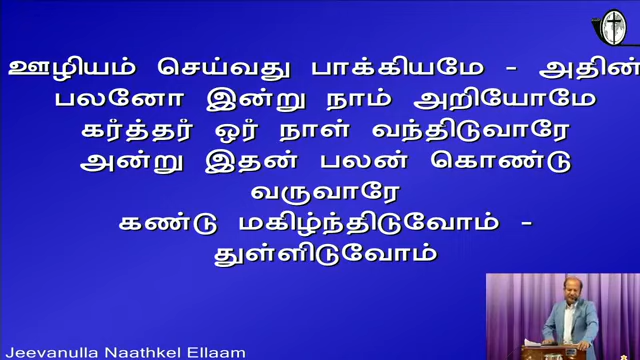 ஊழியம் செய்வது பாக்கியமே - அதின்
பலனோ இன்று நாம் அறியோமே
கர்த்தர் ஓர் நாள் வந்திடுவாரே
அன்று இதன் பலன் கொண்டு
வருவாரே
கண்டு மகிழ்ந்திடுவோம் -
துள்ளிடுவோம்
Jeevanulla Naathkel Ellaam